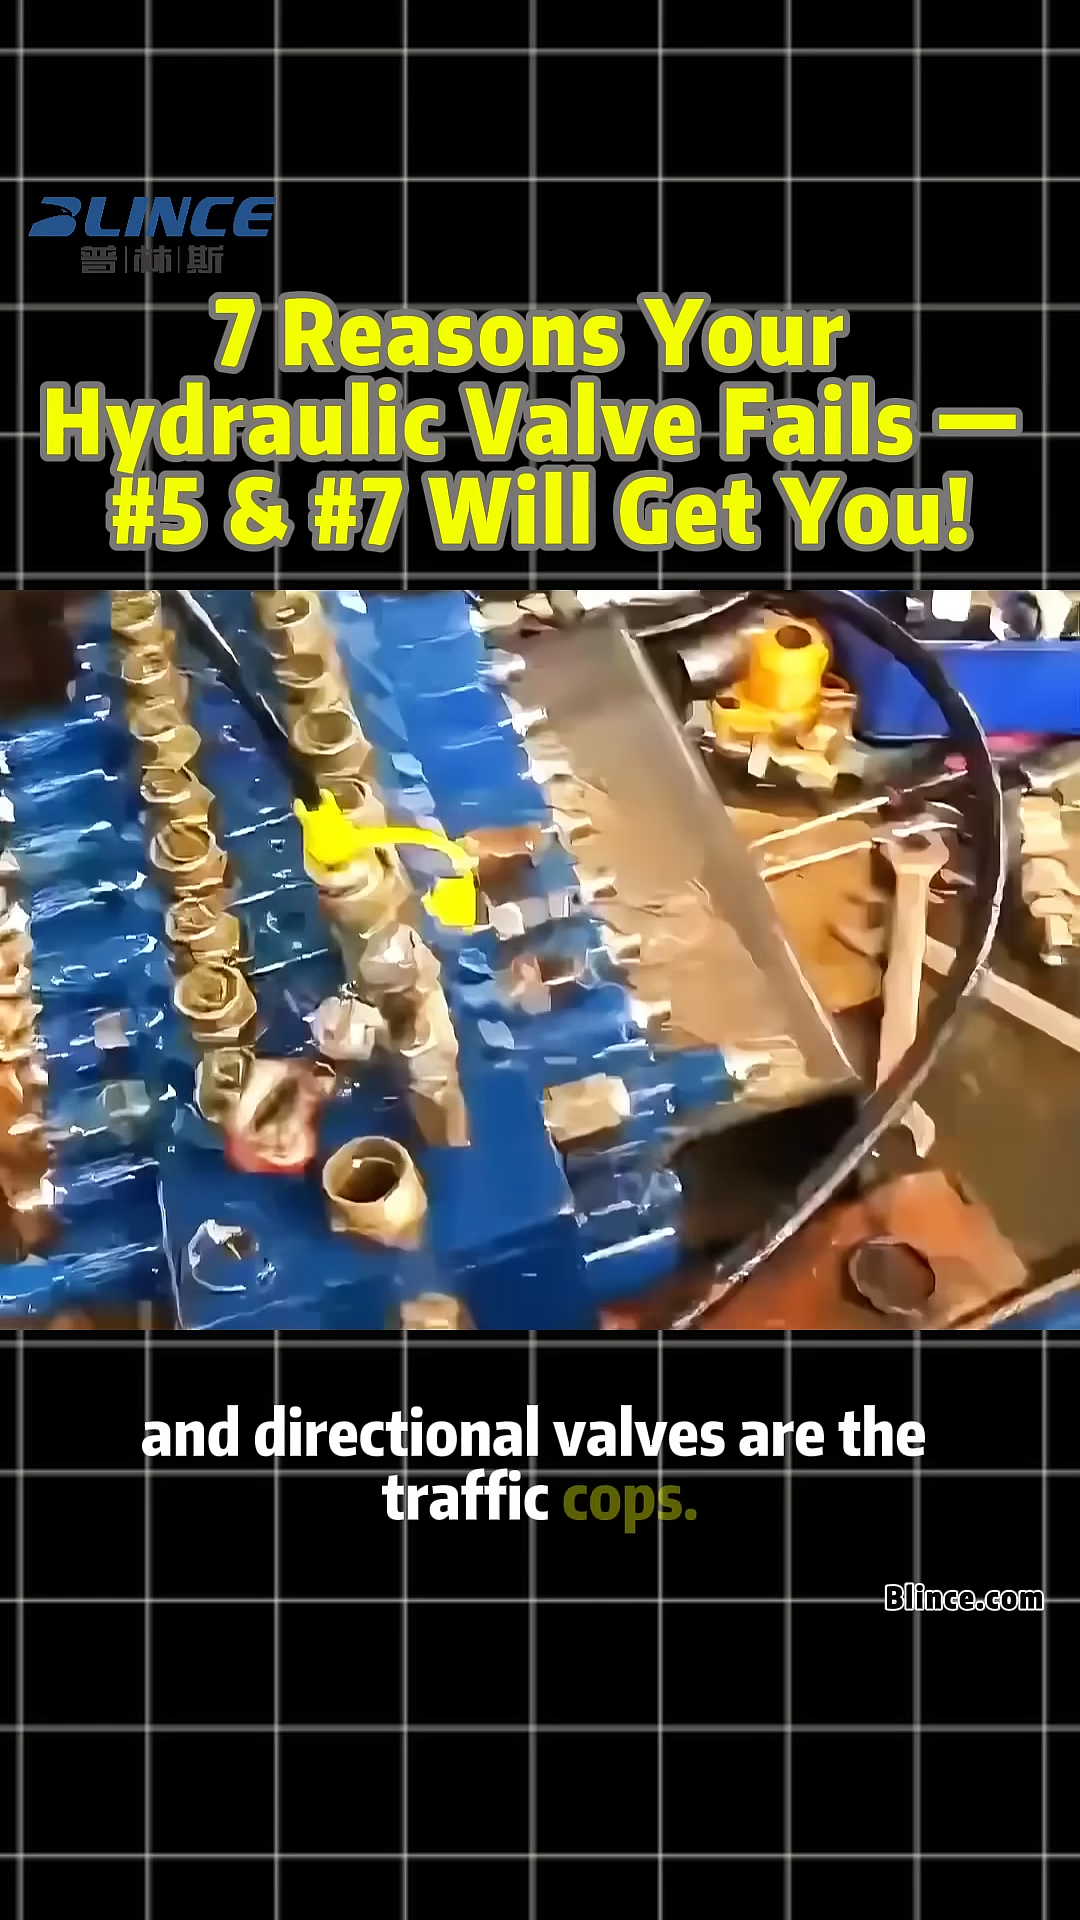 BLINCE
普林斯
7 Reasons Your
Hydraulic Valve Fails —
#5 & #7 Will Get You!
and directional valves are the
traffic cops.
Blince.com